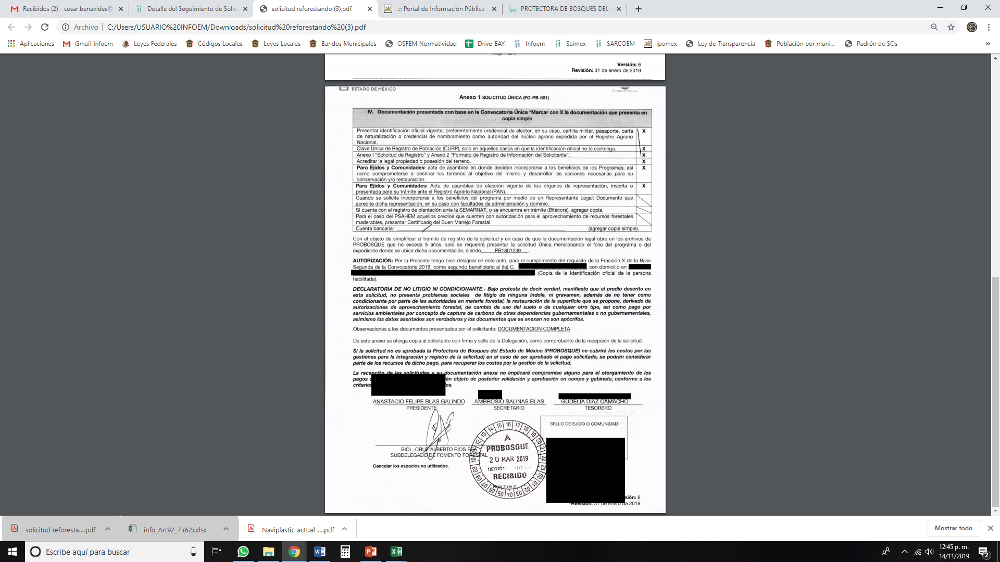 Recibidos (2) - cesar.benavides@
Detalle del Seguimiento de Solici
solicitud reforestando (3).pdf
..:: Portal de Información Pública
PROTECTORA DE BOSQUES DEL
Archivo
C:/Users/USUARIO%20INFOEM/Downloads/solicitud%20reforestando%20(3).pdf
Aplicaciones
Gmail-Infoem
Leyes Federales
Códigos Locales
Leyes Locales
Bandos Municipales
OSFEM Normatividad
Drive-EAY
Infoem
Saimex
SARCOEM
Ipomex
Ley de Transparencia
Población por muni...
Padrón de SOs
»
Versión: 6
Revisión: 31 de enero de 2019
ESTADO DE MÉXICO
Estado de México
Anexo 1 SOLICITUD ÚNICA (FO-PB-501)
IV. Documentación presentada con base en la Convocatoria Única *Marcar con X la documentación que presenta en
copia simple
Presentar identificación oficial vigente; preferentemente credencial de elector, en su caso, cartilla militar, pasaporte, carta X
de naturalización o credencial de nombramiento como autoridad del núcleo agrario expedida por el Registro Agrario
Nacional.
Clave Única de Registro de Población (CURP), solo en aquellos casos en que la identificación oficial no lo contenga. X
Anexo I "Solicitud de Registro" y Anexo 2 "Formato de Registro de Información del Solicitante". X
Acreditar la legal propiedad o posesión del terreno. X
Para Ejidos y Comunidades: acta de asamblea en donde decidan incorporarse a los beneficios de los Programas; así X
como comprometerse a destinar los terrenos al objetivo del mismo y desarrollar las acciones necesarias para su
conservación y/o restauración.
Para Ejidos y Comunidades: Acta de asamblea de elección vigente de los órganos de representación, inscrita o X
presentada para su trámite ante el Registro Agrario Nacional (RAN).
Cuando se solicite incorporarse a los beneficios del programa por medio de un Representante Legal: Documento que
acredite dicha representación, en su caso con facultades de administración y dominio.
Si cuenta con el registro de plantación ante la SEMARNAT, o se encuentra en trámite (Bitácora), agregar copia.
Para el caso del PSAHEM aquellos predios que cuenten con autorización para el aprovechamiento de recursos forestales
maderables, presentar Certificado del Buen Manejo Forestal.
Cuenta bancaria: (agregar copia simple).
Con el objeto de simplificar el trámite de registro de la solicitud y en caso de que la documentación legal obre en los archivos de
PROBOSQUE que no exceda 5 años, solo se requerirá presentar la solicitud Única mencionando el folio del programa o del
expediente donde se ubica dicha documentación, siendo PB1801239 .
AUTORIZACIÓN: Por la Presente tengo bien designar en este acto, para el cumplimiento del requisito de la Fracción X de la Base
Segunda de la Convocatoria 2018, como segundo beneficiario al (la) C. , con domicilio en
(Copia de la Identificación oficial de la persona
habilitada).
DECLARATORIA DE NO LITIGIO NI CONDICIONANTE.- Bajo protesta de decir verdad, manifiesto que el predio descrito en
esta solicitud, no presenta problemas sociales de litigio de ninguna índole, ni gravamen, además de no tener como
condicionante por parte de las autoridades en materia forestal, la restauración de la superficie que se propone, derivado de
autorizaciones de aprovechamiento forestal, de cambio de uso del suelo o de cualquier otro tipo, así como pago por
servicios ambientales por concepto de captura de carbono de otras dependencias gubernamentales o no gubernamentales,
asimismo los datos asentados son verdaderos y los documentos que se anexan no son apócrifos.
Observaciones a los documentos presentados por el solicitante: DOCUMENTACION COMPLETA
De este anexo se otorga copia al solicitante con firma y sello de la Delegación, como comprobante de la recepción de la solicitud.
Si la solicitud no es aprobada la Protectora de Bosques del Estado de México (PROBOSQUE) no cubrirá los costos por las
gestiones para la integración y registro de la solicitud; en el caso de ser aprobado el pago solicitado, se podrán considerar
parte de los recursos de dicho pago, para recuperar los costos por la gestión de la solicitud.
La recepción de las solicitudes y su documentación anexa no implicará compromiso alguno para el otorgamiento de los
pagos objeto de posterior validación y aprobación en campo y gabinete, conforme a los
criterios
ANASTACIO FELIPE BLAS GALINDO
AMBROSIO SALINAS BLAS
GUDELIA DIAZ CAMACHO
PRESIDENTE
SECRETARIO
TESORERO
SELLO DE EJIDO O COMUNIDAD
BIOL. CRUZ ALBERTO RÍOS REA
SUBDELEGADO DE FOMENTO FORESTAL
Cancelar los espacios no utilizados.
PROBOSQUE
20 MAR 2019
RECIBIDO
00 01 02 03 04 05 06 07 08 09 10 11 12 13 14 15 16 17 18 19 20 21 22 23
Hoja 2 de 2
sión: 6
Revisión: 31 de enero de 2019
solicitud reforesta....pdf
info_Art92_7 (62).xlsx
Naviplastic-actual-....pdf
Mostrar todo
Escribe aquí para buscar
12:45 p. m.
14/11/2019
2